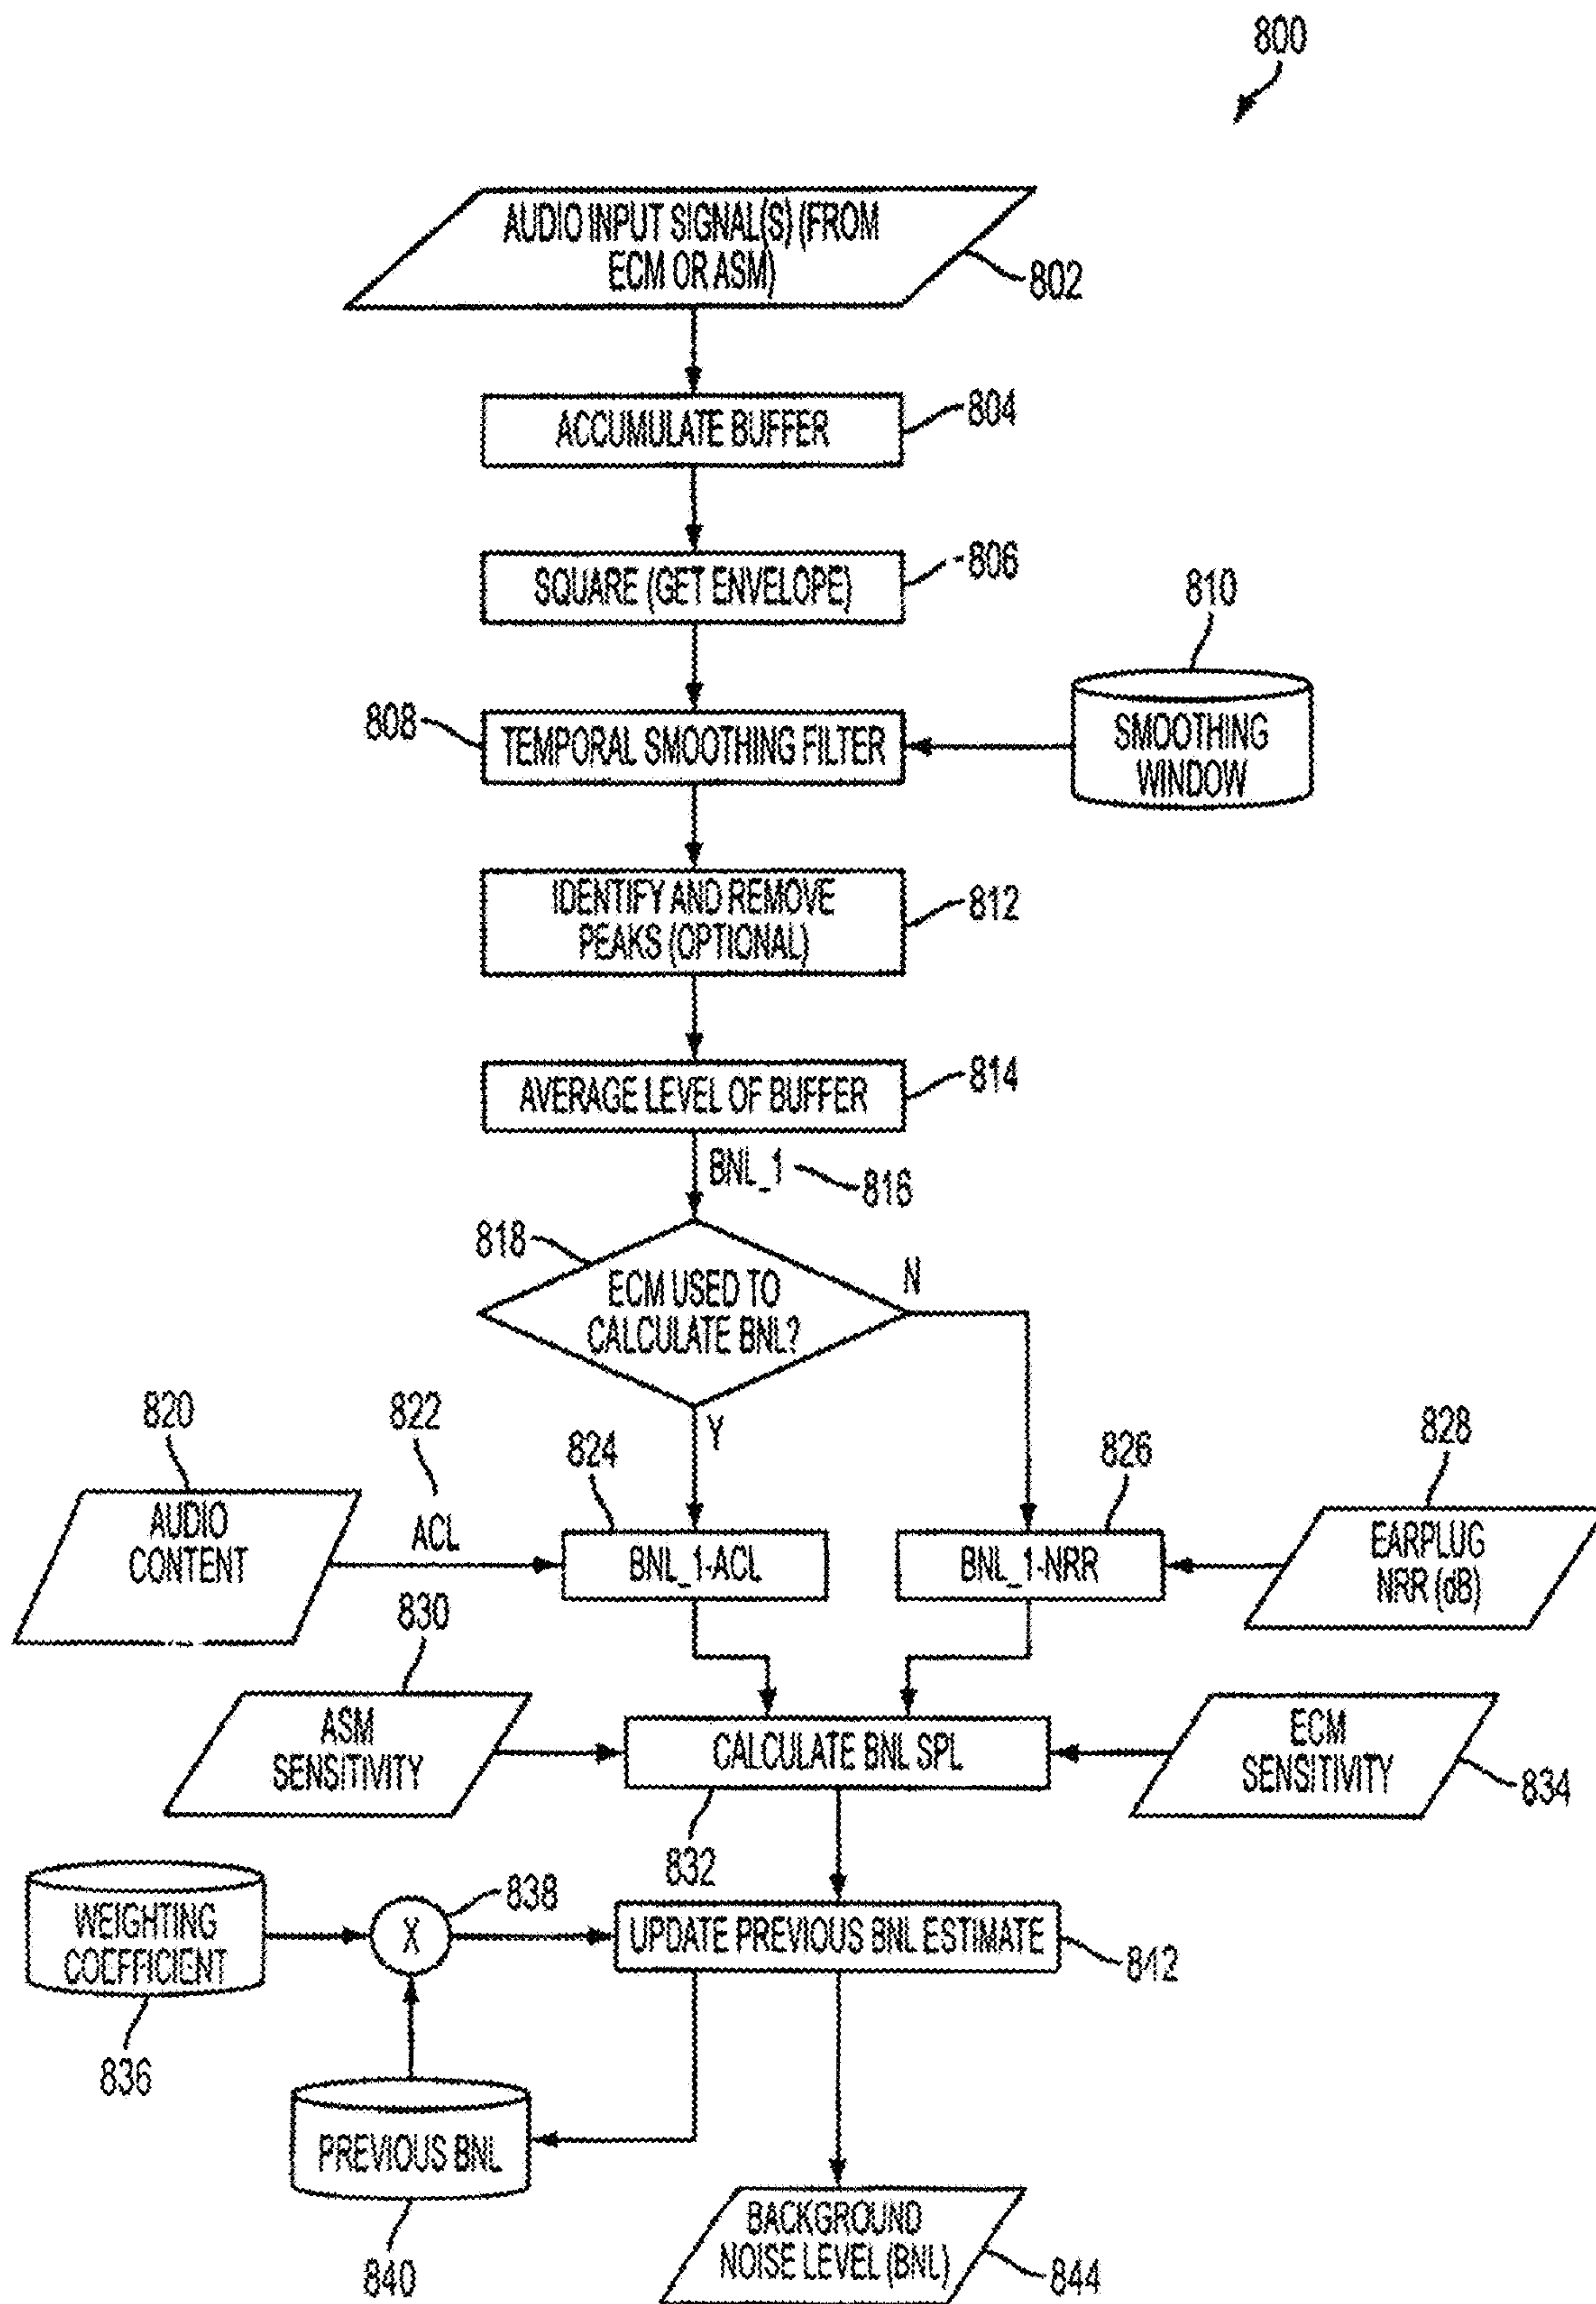 800
AUDIO INPUT SIGNAL(S) (FROM
ECM OR ASM)
802
ACCUMULATE BUFFER
804
SQUARE (GET ENVELOPE)
806
810
808
TEMPORAL SMOOTHING FILTER
SMOOTHING
WINDOW
IDENTIFY AND REMOVE
PEAKS (OPTIONAL)
812
AVERAGE LEVEL OF BUFFER
814
BNL_1
816
818
ECM USED TO
CALCULATE BNL?
N
Y
820
822
824
826
828
AUDIO
CONTENT
ACL
BNL_1-ACL
BNL_1-NRR
EARPLUG
NRR (dB)
830
ASM
SENSITIVITY
CALCULATE BNL SPL
ECM
SENSITIVITY
834
832
838
WEIGHTING
COEFFICIENT
X
UPDATE PREVIOUS BNL ESTIMATE
842
836
PREVIOUS BNL
840
BACKGROUND
NOISE LEVEL (BNL)
844